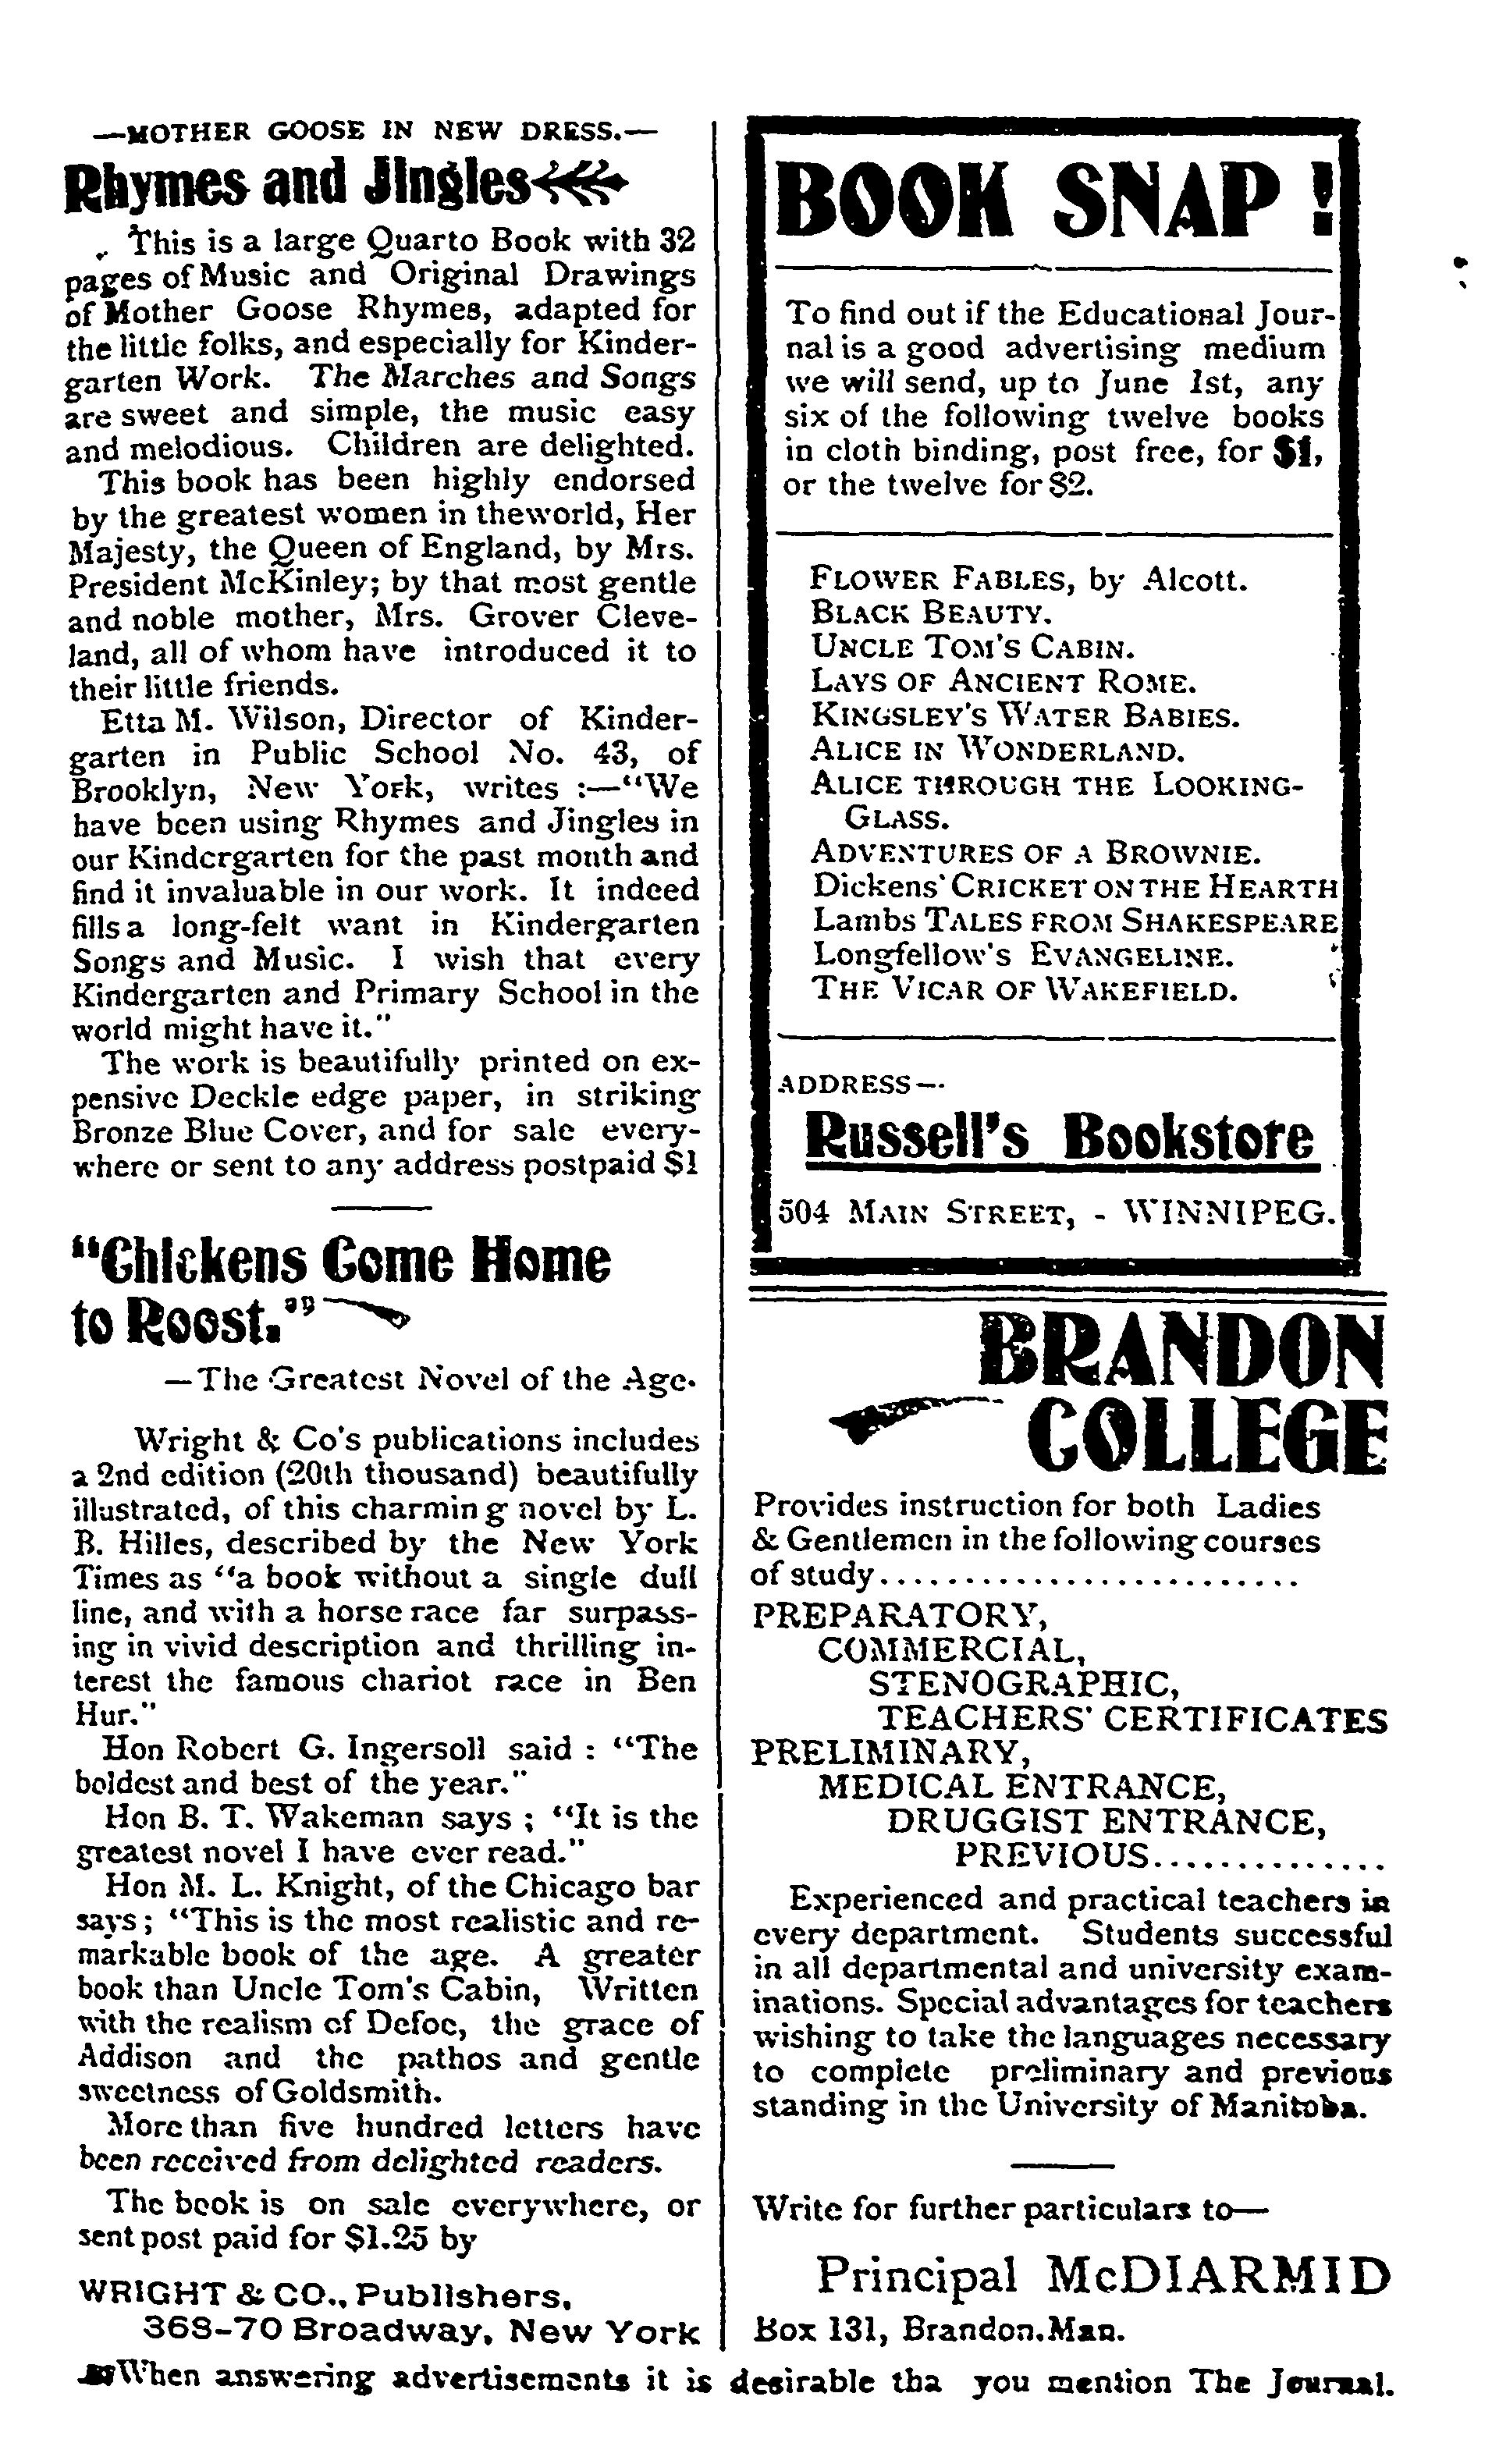 —MOTHER GOOSE IN NEW DRESS.—
Rhymes and Jingles
This is a large Quarto Book with 32
pages of Music and Original Drawings
of Mother Goose Rhymes, adapted for
the little folks, and especially for Kinder-
garten Work. The Marches and Songs
are sweet and simple, the music easy
and melodious. Children are delighted.
This book has been highly endorsed
by the greatest women in theworld, Her
Majesty, the Queen of England, by Mrs.
President McKinley; by that most gentle
and noble mother, Mrs. Grover Cleve-
land, all of whom have introduced it to
their little friends.
Etta M. Wilson, Director of Kinder-
garten in Public School No. 43, of
Brooklyn, New York, writes :—“We
have been using Rhymes and Jingles in
our Kindergarten for the past month and
find it invaluable in our work. It indeed
fills a long-felt want in Kindergarten
Songs and Music. I wish that every
Kindergarten and Primary School in the
world might have it."
The work is beautifully printed on ex-
pensive Deckle edge paper, in striking
Bronze Blue Cover, and for sale every-
where or sent to any address postpaid $1
“Chickens Come Home
to Roost.”
—The Greatest Novel of the Age.
Wright & Co's publications includes
a 2nd edition (20th thousand) beautifully
illustrated, of this charming novel by L.
B. Hilles, described by the New York
Times as “a book without a single dull
line, and with a horse race far surpass-
ing in vivid description and thrilling in-
terest the famous chariot race in Ben
Hur."
Hon Robert G. Ingersoll said : “The
boldest and best of the year."
Hon B. T. Wakeman says ; “It is the
greatest novel I have ever read."
Hon M. L. Knight, of the Chicago bar
says ; “This is the most realistic and re-
markable book of the age. A greater
book than Uncle Tom's Cabin, Written
with the realism of Defoe, the grace of
Addison and the pathos and gentle
sweetness of Goldsmith.
More than five hundred letters have
been received from delighted readers.
The book is on sale everywhere, or
sent post paid for $1.25 by
WRIGHT & CO., Publishers,
368-70 Broadway, New York
BOOK SNAP !
To find out if the Educational Jour-
nal is a good advertising medium
we will send, up to June 1st, any
six of the following twelve books
in cloth binding, post free, for $1,
or the twelve for $2.
FLOWER FABLES, by Alcott.
BLACK BEAUTY.
UNCLE TOM'S CABIN.
LAYS OF ANCIENT ROME.
KINGSLEY'S WATER BABIES.
ALICE IN WONDERLAND.
ALICE THROUGH THE LOOKING-
GLASS.
ADVENTURES OF A BROWNIE.
Dickens' CRICKET ON THE HEARTH
Lambs TALES FROM SHAKESPEARE
Longfellow's EVANGELINE.
THE VICAR OF WAKEFIELD.
ADDRESS—
Russell's Bookstore
504 MAIN STREET, - WINNIPEG.
BRANDON
COLLEGE
Provides instruction for both Ladies
& Gentlemen in the following courses
of study.........................
PREPARATORY,
COMMERCIAL,
STENOGRAPHIC,
TEACHERS' CERTIFICATES
PRELIMINARY,
MEDICAL ENTRANCE,
DRUGGIST ENTRANCE,
PREVIOUS..............
Experienced and practical teachers in
every department. Students successful
in all departmental and university exam-
inations. Special advantages for teachers
wishing to take the languages necessary
to complete preliminary and previous
standing in the University of Manitoba.
Write for further particulars to—
Principal McDIARMID
Box 131, Brandon. Man.
When answering advertisements it is desirable tha you mention The Journal.